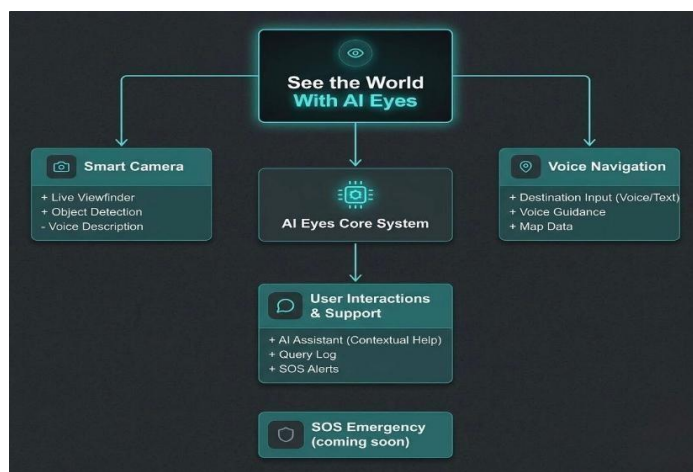 See the World
With AI Eyes
Smart Camera
+ Live Viewfinder
+ Object Detection
- Voice Description
AI Eyes Core System
Voice Navigation
+ Destination Input (Voice/Text)
+ Voice Guidance
+ Map Data
User Interactions
& Support
+ AI Assistant (Contextual Help)
+ Query Log
+ SOS Alerts
SOS Emergency
(coming soon)